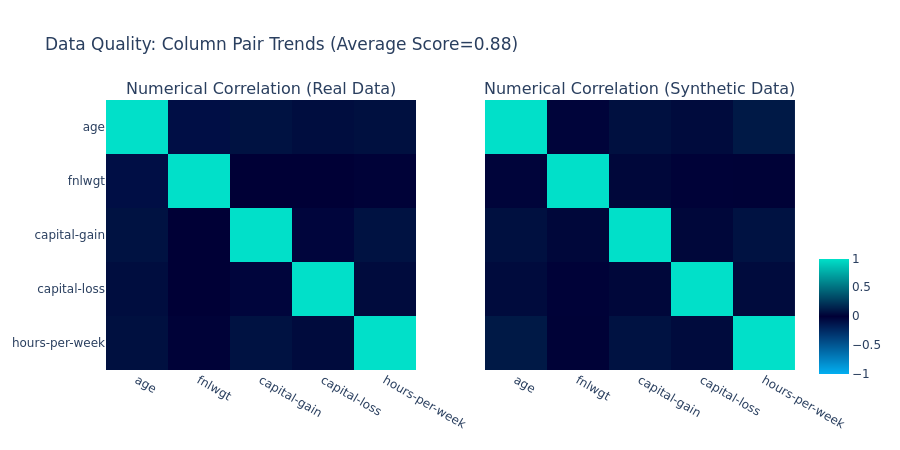 Data Quality: Column Pair Trends (Average Score=0.88)
Numerical Correlation (Real Data)
Numerical Correlation (Synthetic Data)
age
fnlwgt
capital-gain
capital-loss
hours-per-week
age
fnlwgt
capital-gain
capital-loss
hours-per-week
age
fnlwgt
capital-gain
capital-loss
hours-per-week
1
0.5
0
−0.5
−1